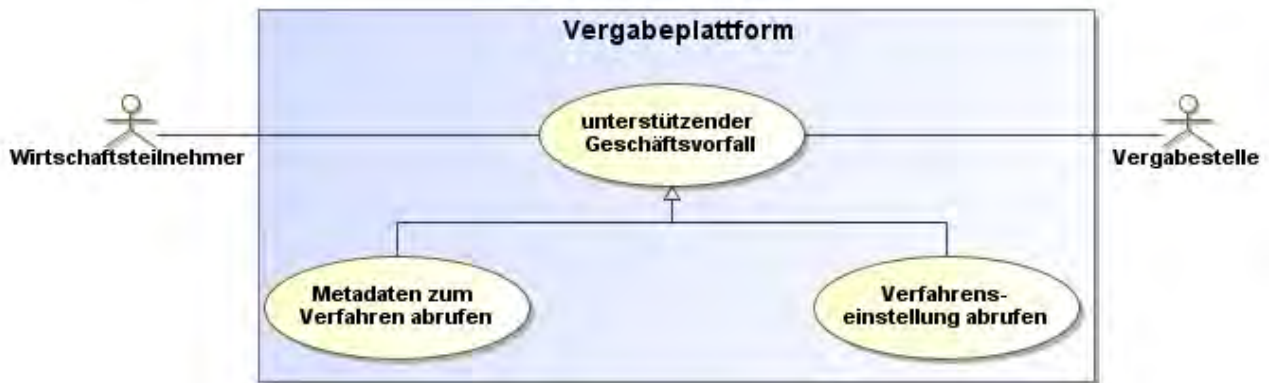 Vergabeplattform
unterstützender
Geschäftsvorfall
Wirtschaftsteilnehmer
Vergabestelle
Metadaten zum
Verfahren abrufen
Verfahrens-
einstellung abrufen